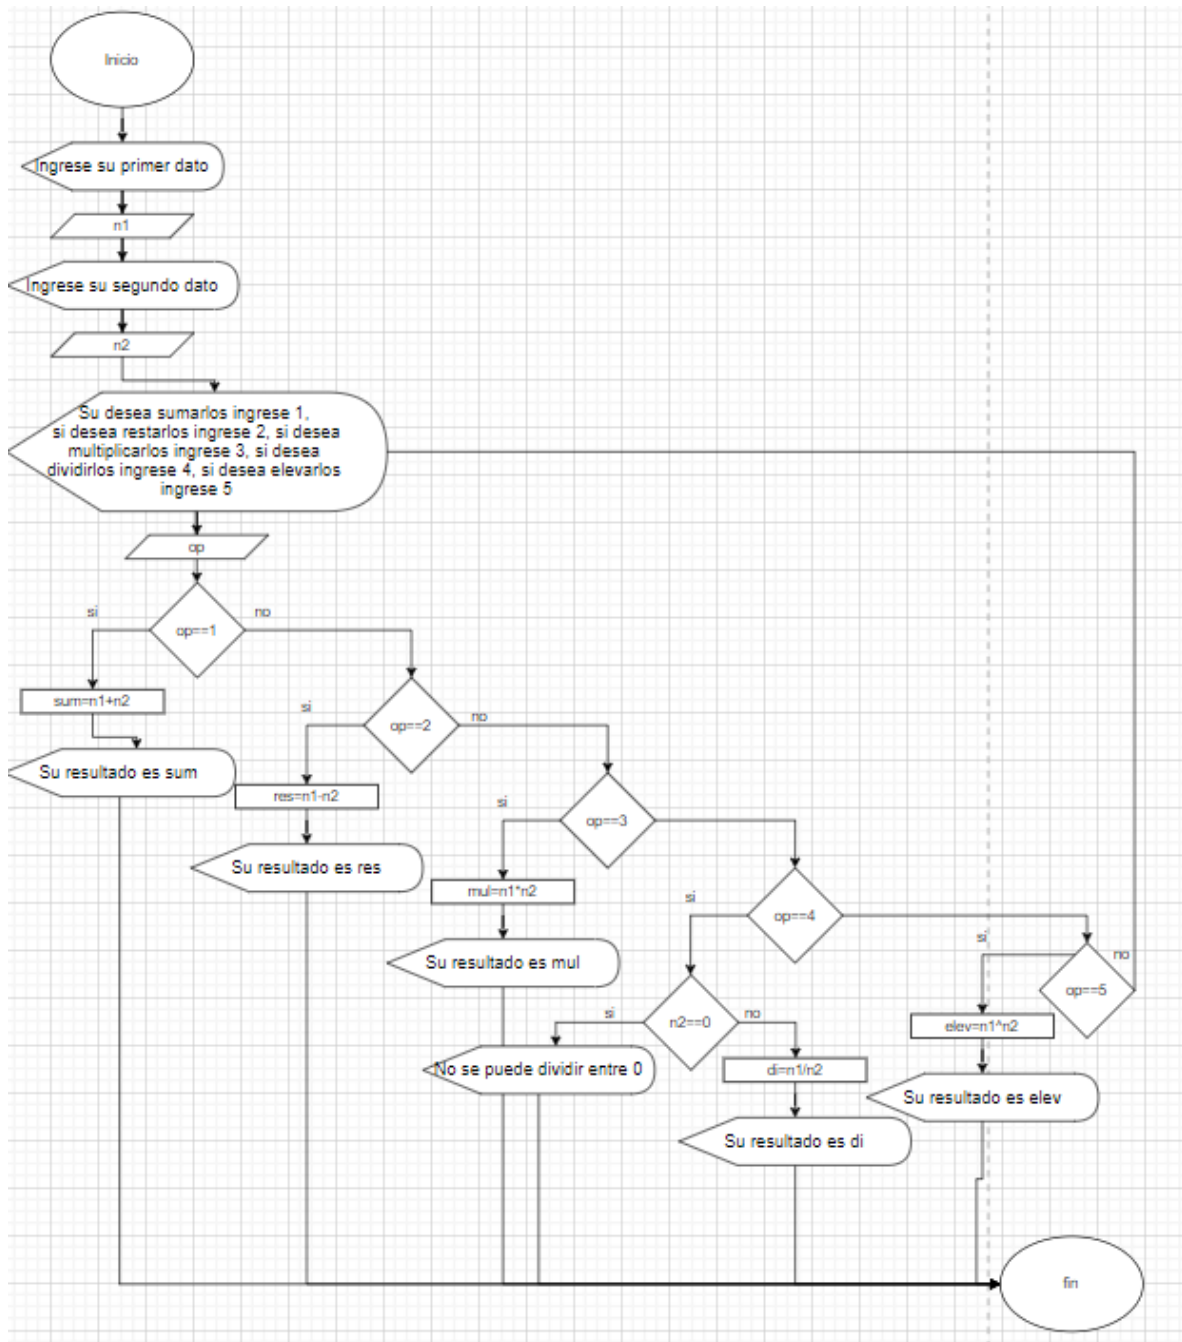 Inicio
Ingrese su primer dato
n1
Ingrese su segundo dato
n2
Su desea sumarlos ingrese 1,
si desea restarlos ingrese 2, si desea
multiplicarlos ingrese 3, si desea
dividirlos ingrese 4, si desea elevarlos
ingrese 5
op
si
op==1
no
sum=n1+n2
Su resultado es sum
si
op==2
no
res=n1-n2
Su resultado es res
si
op==3
mul=n1*n2
Su resultado es mul
si
op==4
si
op==5
no
si
n2==0
no
No se puede dividir entre 0
di=n1/n2
Su resultado es di
elev=n1^n2
Su resultado es elev
fin